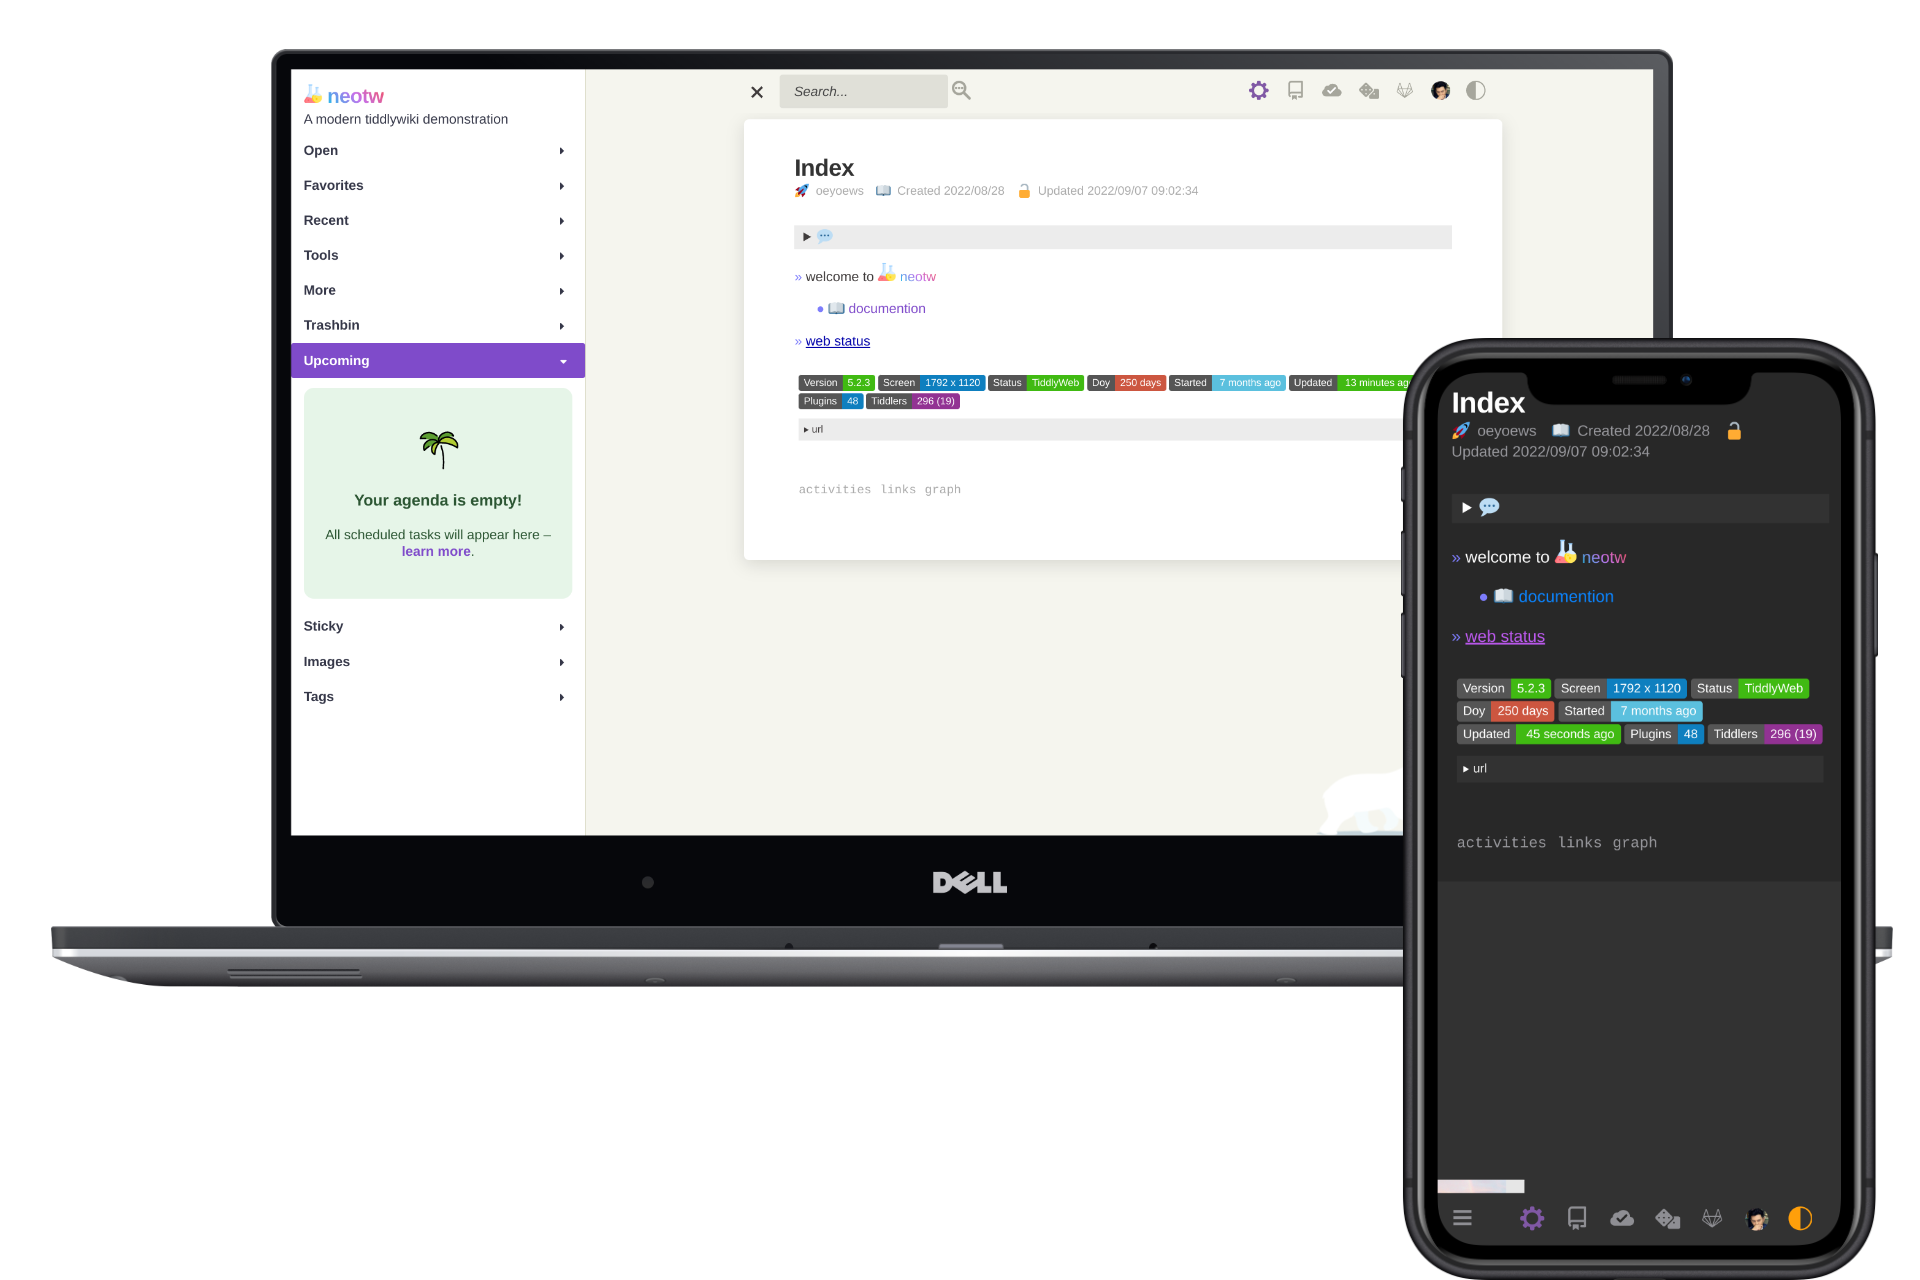 neotw
A modern tiddlywiki demonstration
Open
Favorites
Recent
Tools
More
Trashbin
Upcoming
Your agenda is empty!
All scheduled tasks will appear here –
learn more.
Sticky
Images
Tags
Search...
Index
oeyoews Created 2022/08/28 Updated 2022/09/07 09:02:34
» welcome to neotw
• documention
» web status
Version 5.2.3 Screen 1792 x 1120 Status TiddlyWeb Doy 250 days Started 7 months ago Updated 13 minutes ag
Plugins 48 Tiddlers 296 (19)
url
activities links graph
DELL
Index
oeyoews Created 2022/08/28
Updated 2022/09/07 09:02:34
» welcome to neotw
• documention
» web status
Version 5.2.3 Screen 1792 x 1120 Status TiddlyWeb
Doy 250 days Started 7 months ago
Updated 45 seconds ago Plugins 48 Tiddlers 296 (19)
url
activities links graph